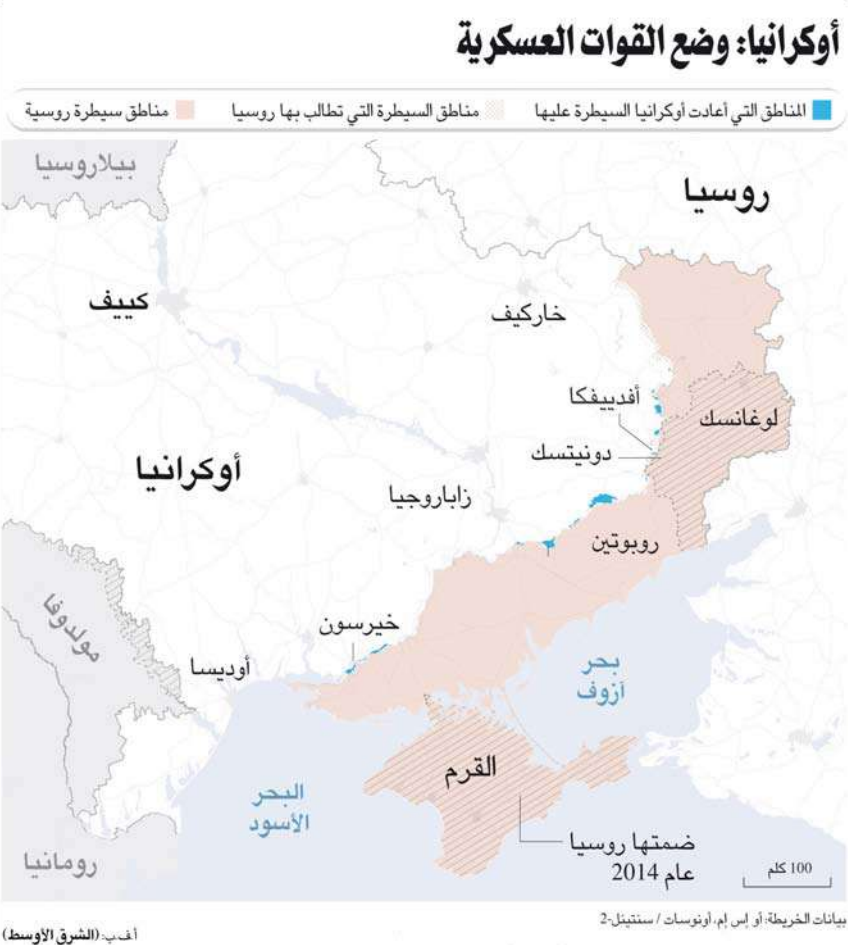 أوكرانيا: وضع القوات العسكرية
المناطق التي أعادت أوكرانيا السيطرة عليها
مناطق السيطرة التي تطالب بها روسيا
مناطق سيطرة روسية
بيلاروسيا
روسيا
كييف
خاركيف
أفدييفكا
لوغانسك
دونيتسك
أوكرانيا
زاباروجيا
روبوتين
مولدوفا
خيرسون
أوديسا
بحر
آزوف
القرم
البحر
الأسود
ضمتها روسيا
عام 2014
رومانيا
100 كلم
بيانات الخريطة: أو إس إم، أونوسات / سنتينل-2
أ.ف.ب: (الشرق الأوسط)